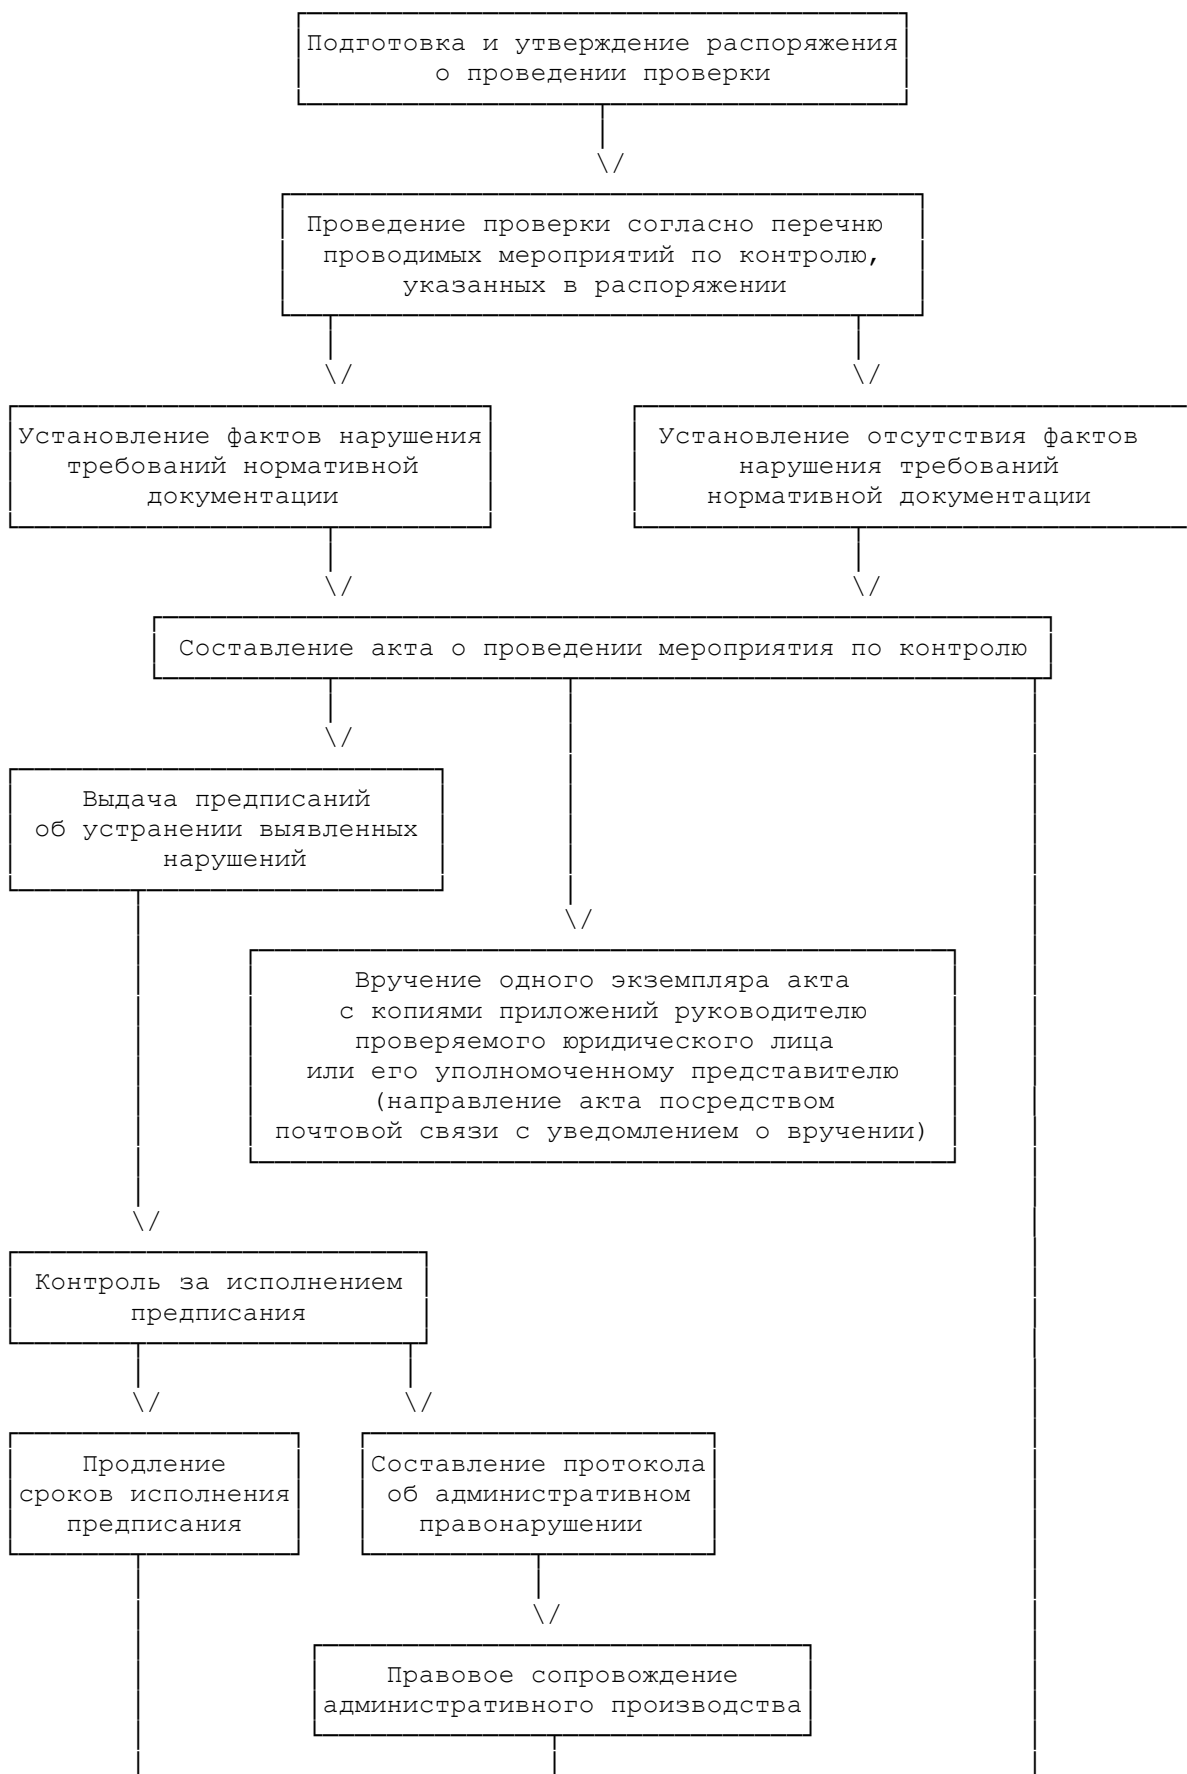 Подготовка и утверждение распоряжения
о проведении проверки
Проведение проверки согласно перечню
проводимых мероприятий по контролю,
указанных в распоряжении
Установление фактов нарушения
требований нормативной
документации
Установление отсутствия фактов
нарушения требований
нормативной документации
Составление акта о проведении мероприятия по контролю
Выдача предписаний
об устранении выявленных
нарушений
Вручение одного экземпляра акта
с копиями приложений руководителю
проверяемого юридического лица
или его уполномоченному представителю
(направление акта посредством
почтовой связи с уведомлением о вручении)
Контроль за исполнением
предписания
Продление
сроков исполнения
предписания
Составление протокола
об административном
правонарушении
Правовое сопровождение
административного производства